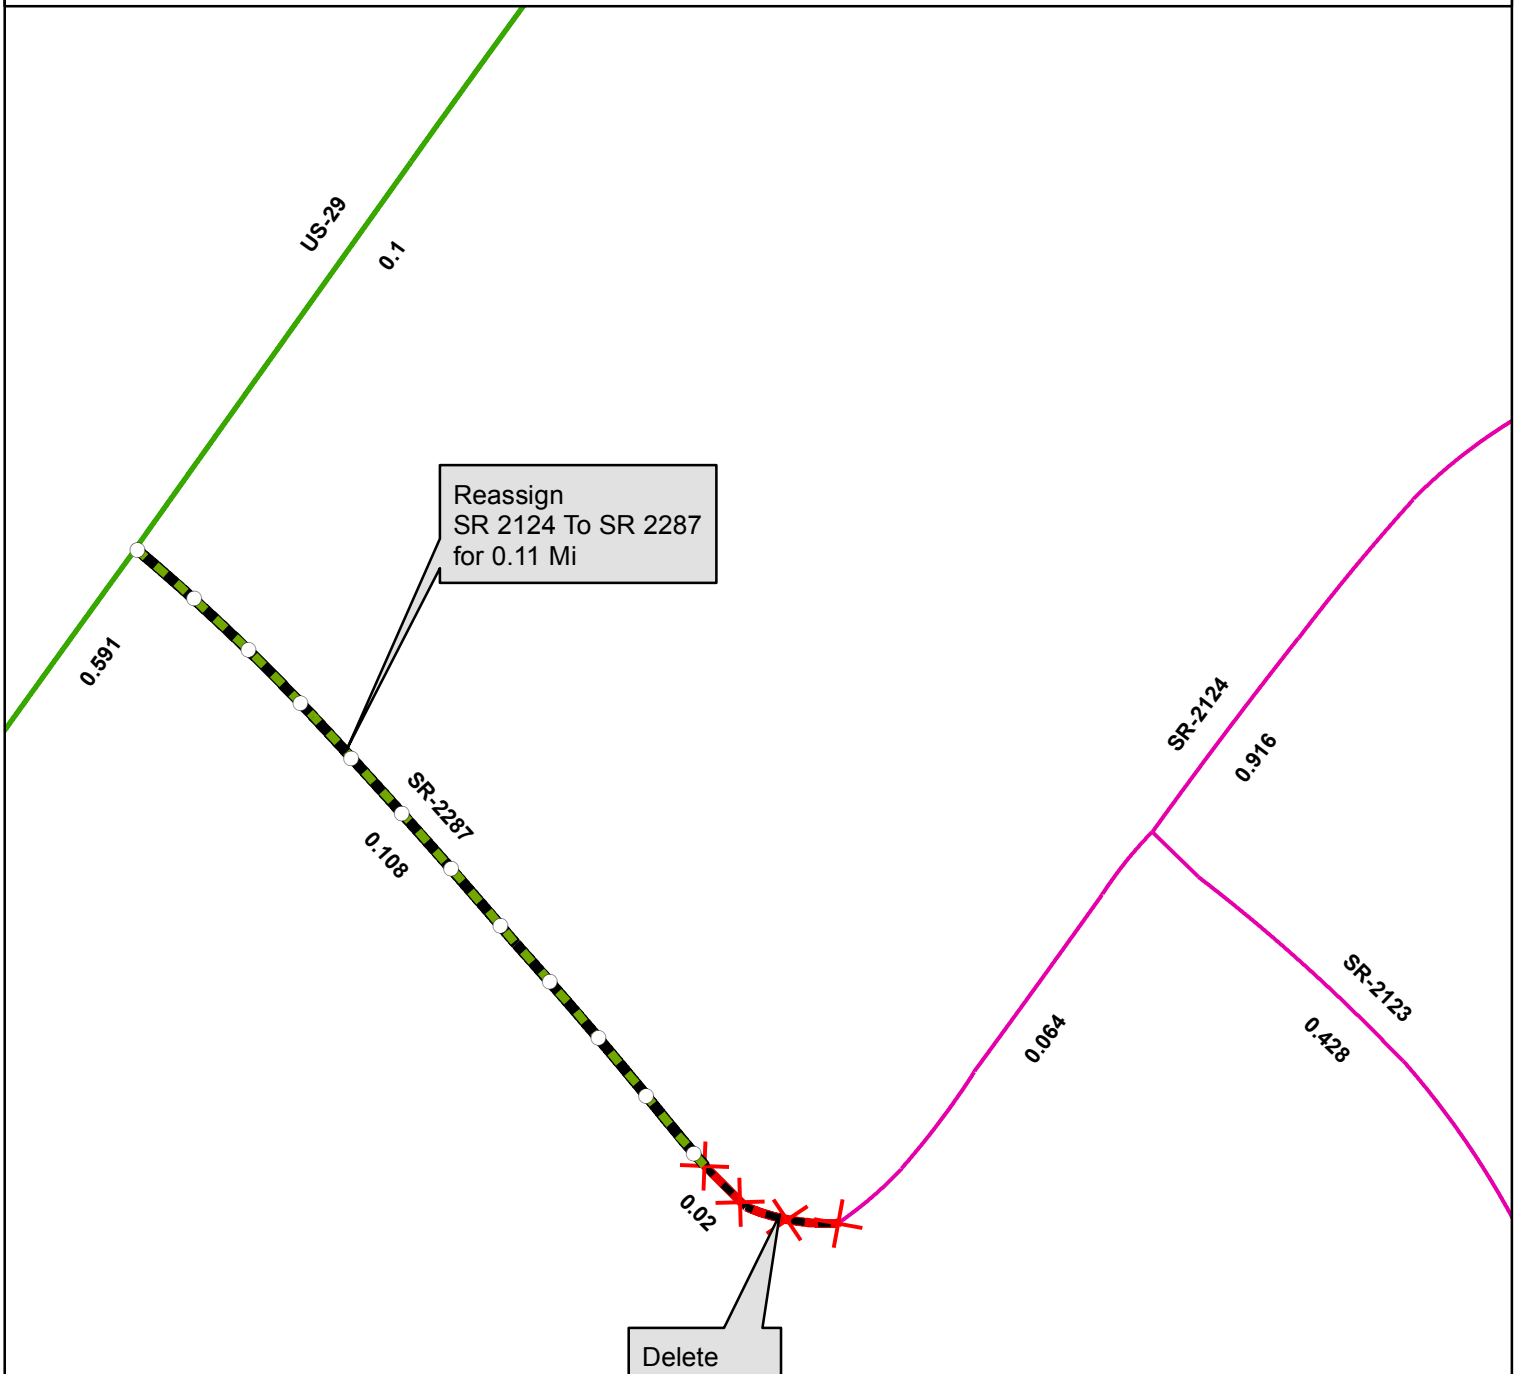 US-29
0.1
Reassign
SR 2124 To SR 2287
for 0.11 Mi
0.591
SR-2124
0.916
SR-2287
0.108
SR-2123
0.428
0.064
0.02
Delete